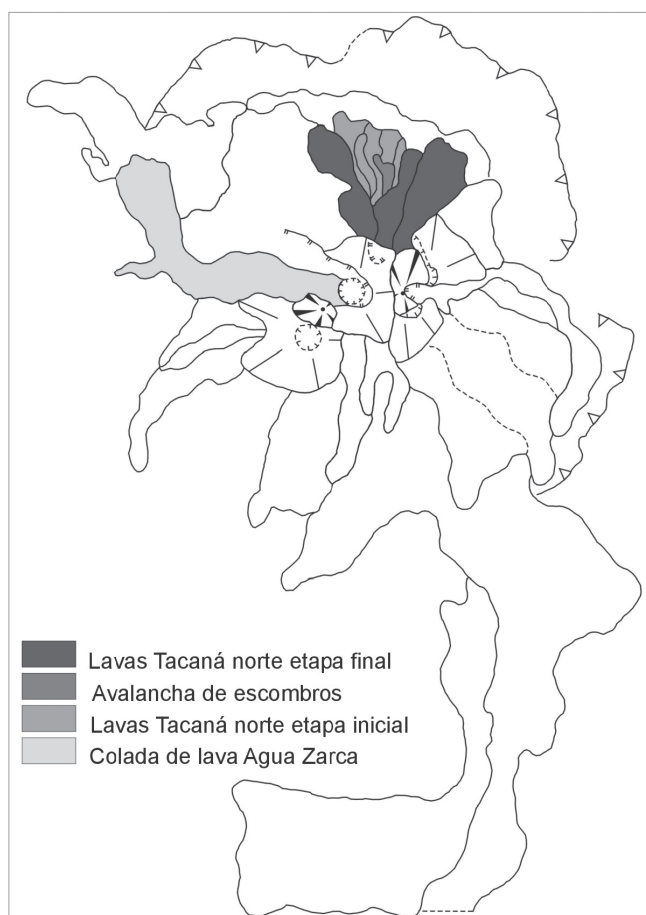 Lavas Tacaná norte etapa final
Avalancha de escombros
Lavas Tacaná norte etapa inicial
Colada de lava Agua Zarca